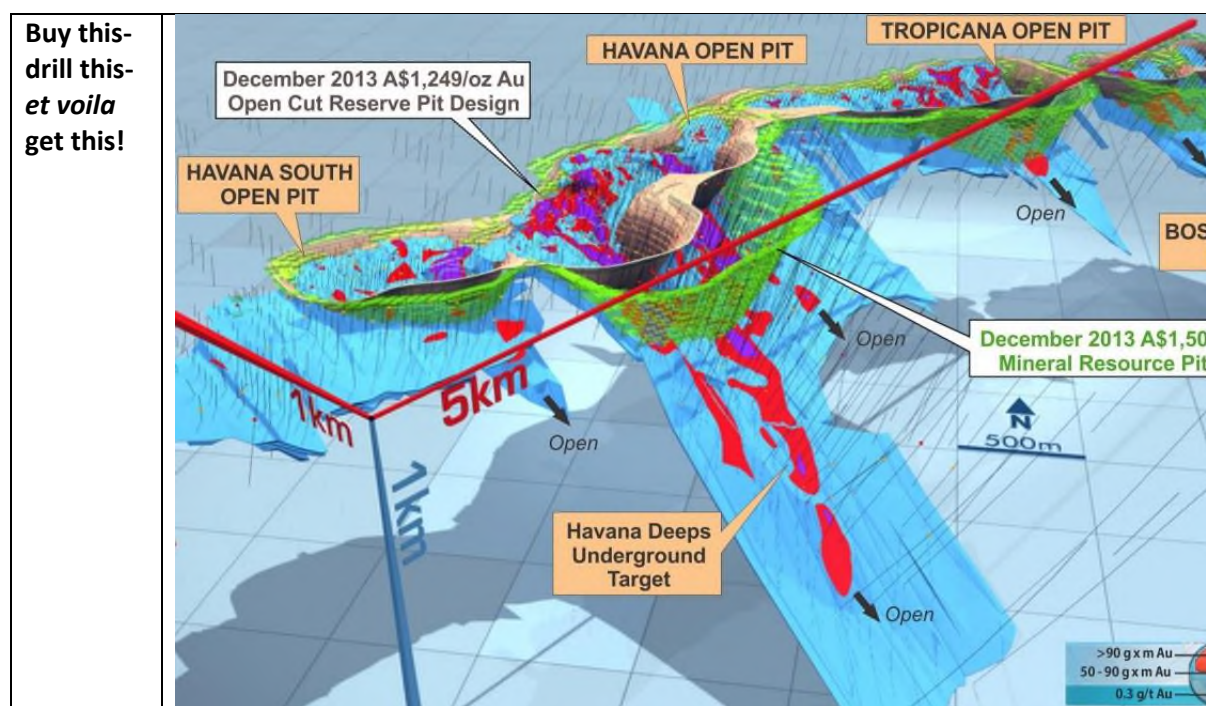 Buy this-
drill this-
et voila
get this!
TROPICANA OPEN PIT
HAVANA OPEN PIT
December 2013 A$1,249/oz Au
Open Cut Reserve Pit Design
HAVANA SOUTH
OPEN PIT
Open
BOS
December 2013 A$1,50
Mineral Resource Pit
Open
5km
1km
Open
N
500m
1km
Havana Deeps
Underground
Target
Open
>90 g x m Au
50 - 90 g x m Au
0.3 g/t Au